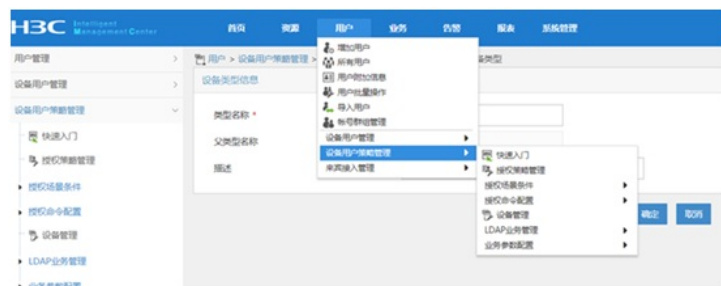 H3C Intelligent Management Center
首页 资源 用户 业务 告警 报表 系统管理
用户管理
设备用户管理
设备用户策略管理
快速入门
授权策略管理
授权场景条件
授权命令配置
设备管理
LDAP业务管理
业务参数配置
用户 > 设备用户策略管理 >
备类型
设备类型信息
类型名称 *
父类型名称
描述
增加用户
所有用户
用户附加信息
用户批量操作
导入用户
帐号群组管理
设备用户管理
设备用户策略管理
来宾接入管理
快速入门
授权策略管理
授权场景条件
授权命令配置
设备管理
LDAP业务管理
业务参数配置
确定 取消